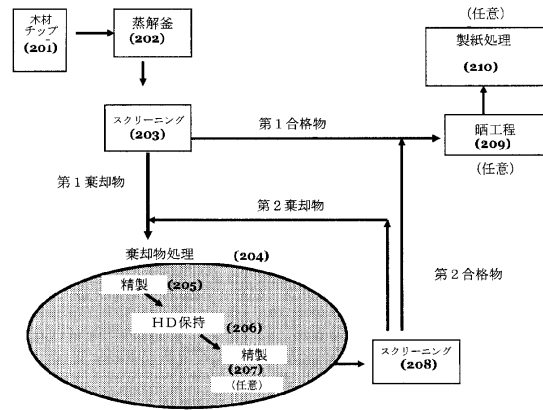 木材
チップ
(201)
蒸解釜
(202)
(任意)
製紙処理
(210)
スクリーニング
(203)
第１合格物
晒工程
(209)
(任意)
第１棄却物
第２棄却物
棄却物処理 (204)
第２合格物
精製 (205)
ＨＤ保持 (206)
精製
(207)
(任意)
スクリーニング
(208)